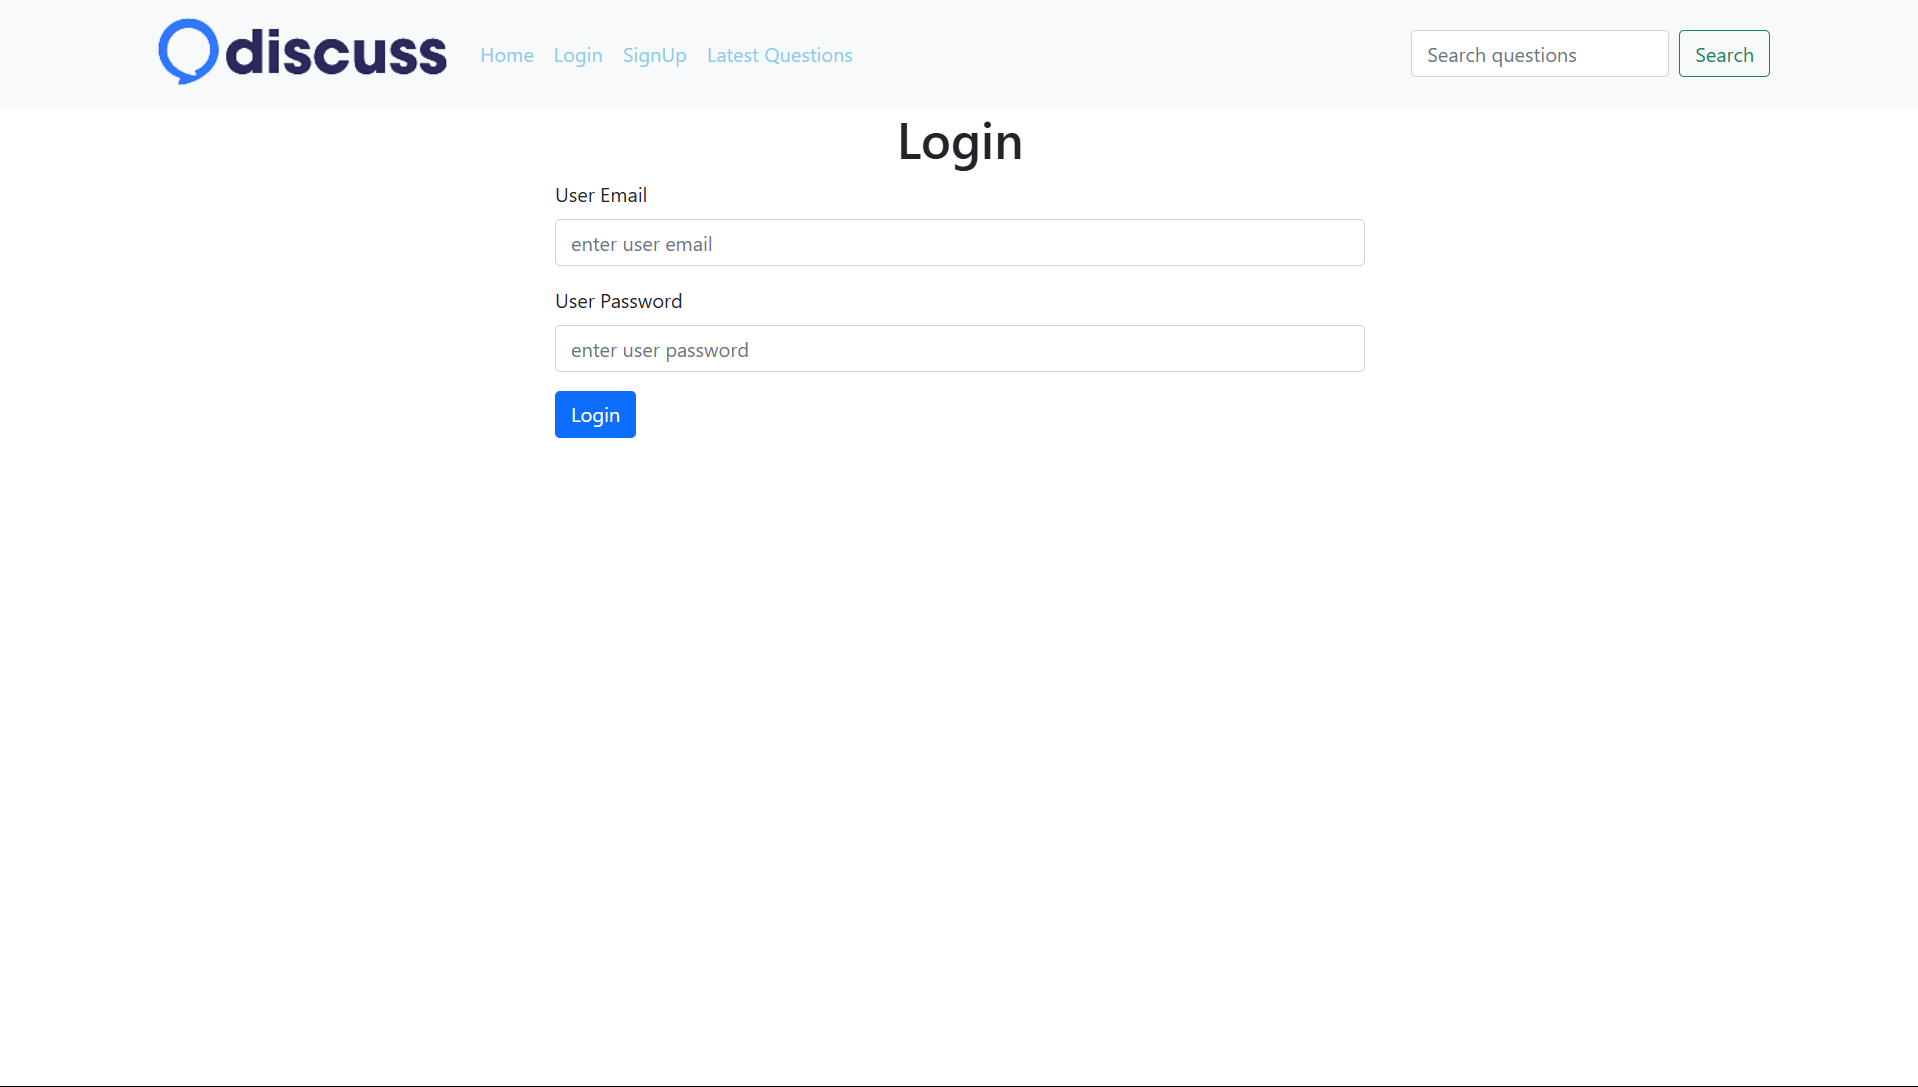 discuss Home Login SignUp Latest Questions Search questions Search
Login
User Email
enter user email
User Password
enter user password
Login